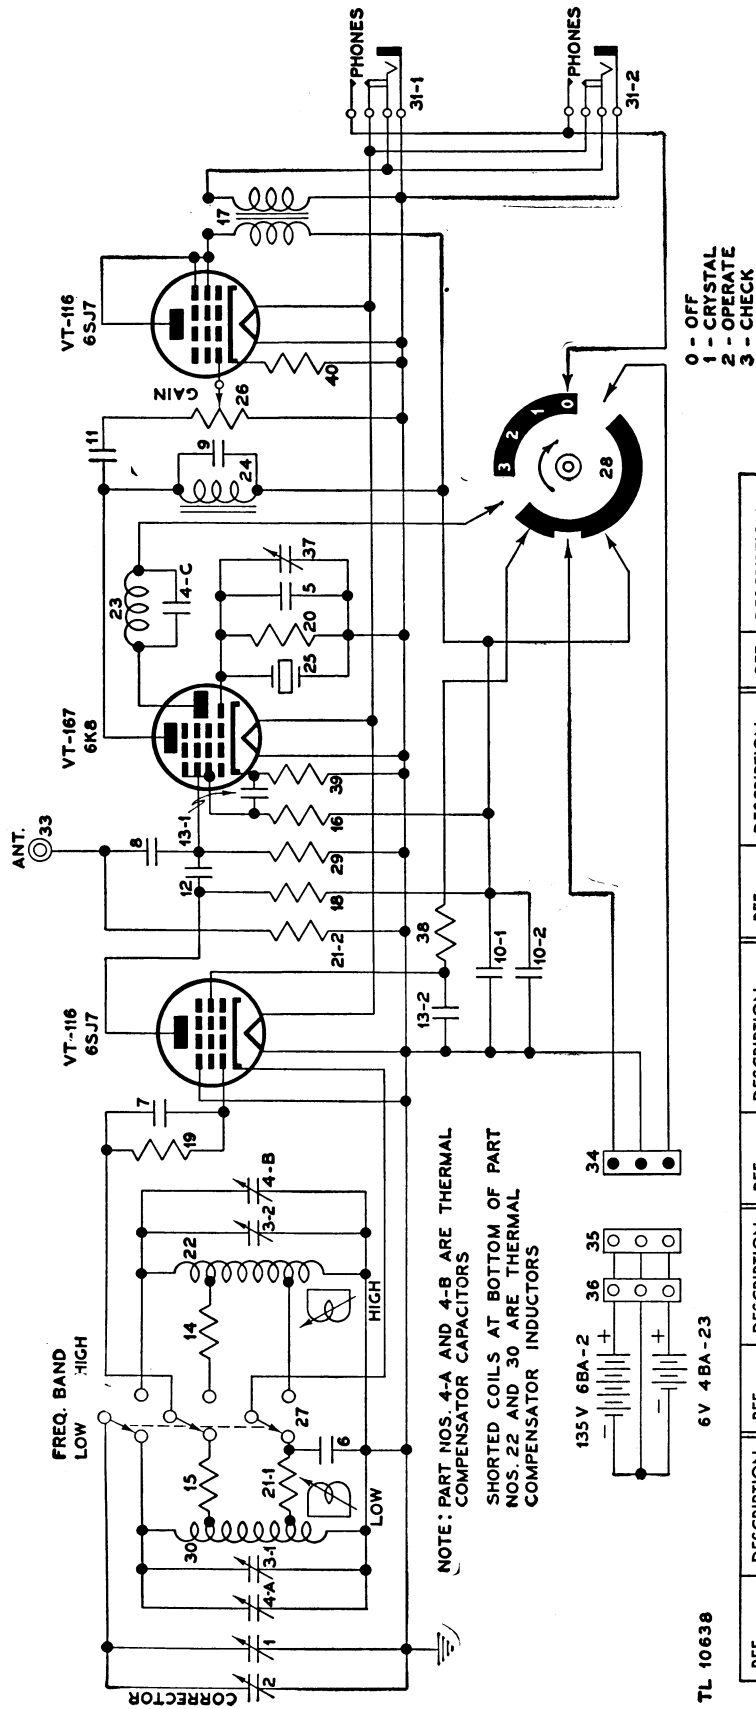 FREQ. BAND
LOW HIGH
CORRECTOR
2
1
4-A
3-1
30
15
21-1
LOW
6
27
14
22
HIGH
3-2
4-B
19
7
VT-116
6SJ7
ANT.
33
8
12
13-1
21-2
18
29
16
39
VT-167
6K8
23
4-C
25
20
5
37
11
24
9
GAIN
26
VT-116
6SJ7
40
17
PHONES
31-1
PHONES
31-2
13-2
38
10-1
10-2
3
2
1
0
28
0 - OFF
1 - CRYSTAL
2 - OPERATE
3 - CHECK
NOTE: PART NOS. 4-A AND 4-B ARE THERMAL
COMPENSATOR CAPACITORS
SHORTED COILS AT BOTTOM OF PART
NOS. 22 AND 30 ARE THERMAL
COMPENSATOR INDUCTORS
135V 6BA-2
6V 4BA-23
36
35
34
TL 10638
REF. DESCRIPTION REF. DESCRIPTION REF. DESCRIPTION REF. DESCRIPTION